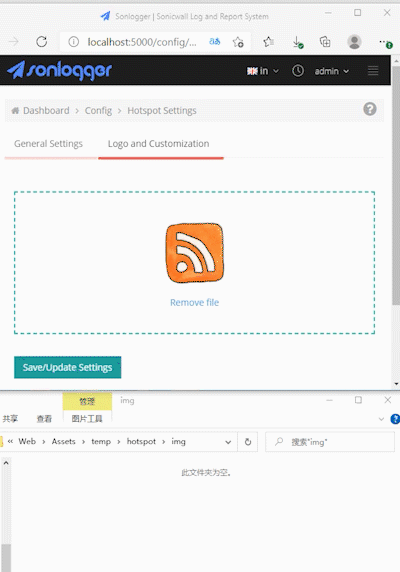 Sonlogger | Sonicwall Log and Report System
localhost:5000/config/...
sonlogger
in
admin
Dashboard > Config > Hotspot Settings
General Settings
Logo and Customization
Remove file
Save/Update Settings
管理
img
共享
查看
图片工具
« Web > Assets > temp > hotspot > img
搜索"img"
此文件夹为空。